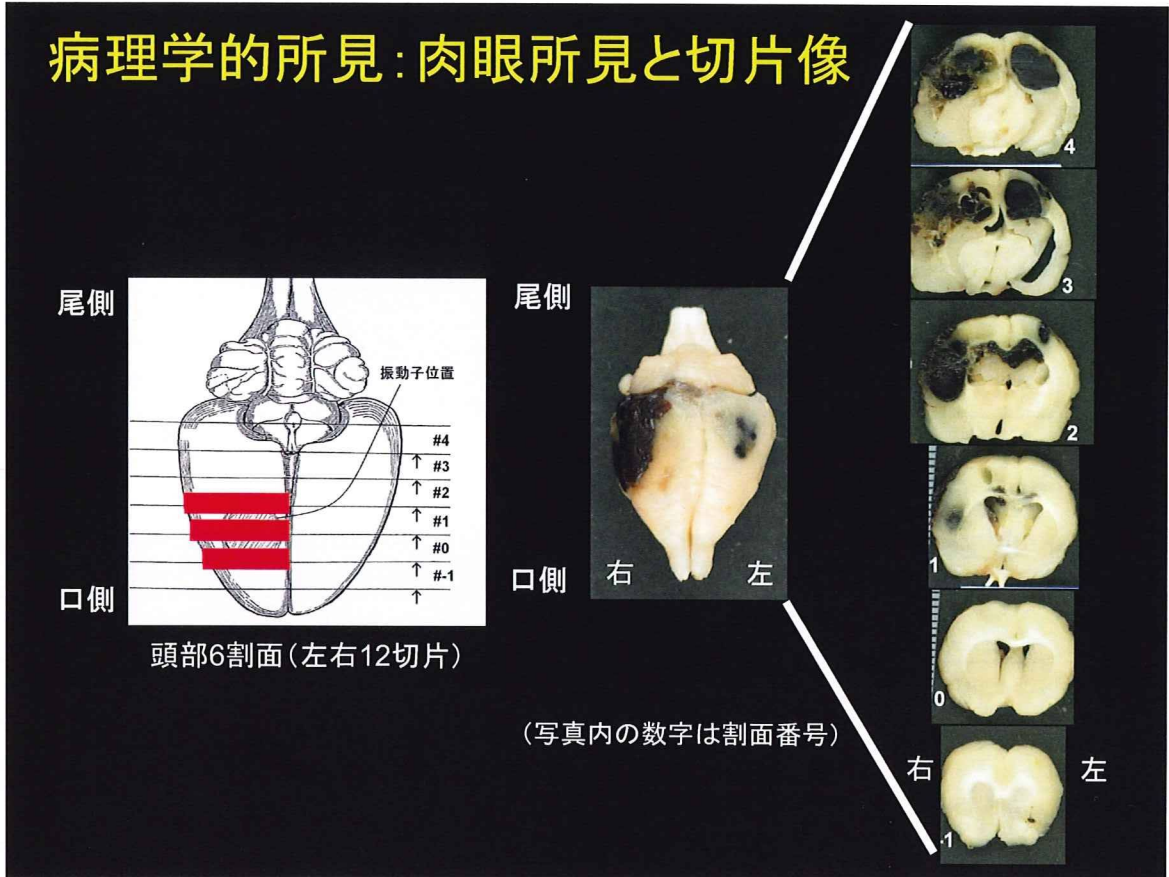 病理学的所見：肉眼所見と切片像
尾側
振動子位置
#4
#3
#2
#1
#0
#-1
口側
頭部6割面（左右12切片）
尾側
口側
右
左
（写真内の数字は割面番号）
4
3
2
1
0
右
左
-1